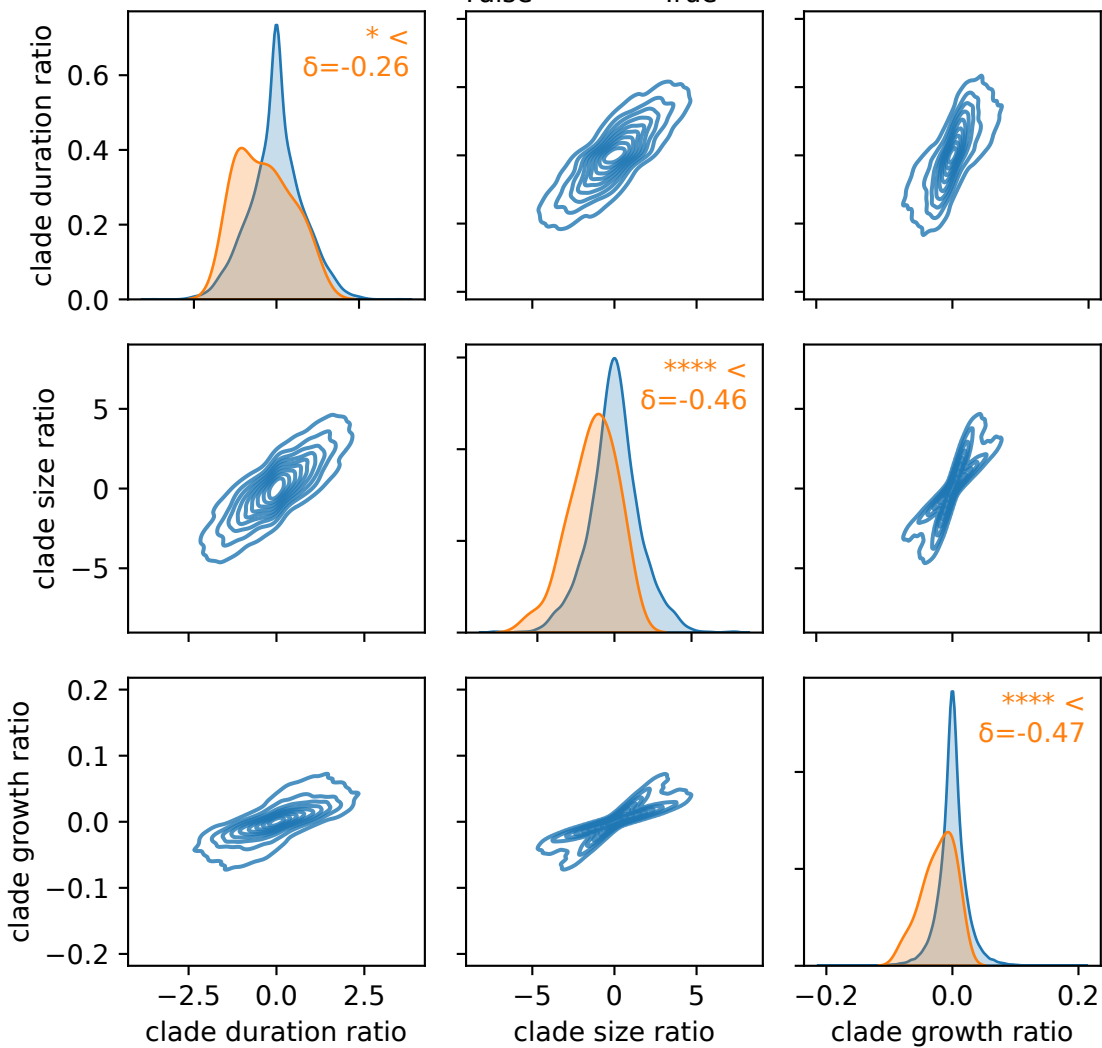 False True
clade duration ratio
0.6
0.4
0.2
0.0
* <
δ=-0.26
clade size ratio
5
0
−5
**** <
δ=-0.46
clade growth ratio
0.2
0.1
0.0
−0.1
−0.2
**** <
δ=-0.47
−2.5 0.0 2.5
−5 0 5
−0.2 0.0 0.2
clade duration ratio
clade size ratio
clade growth ratio